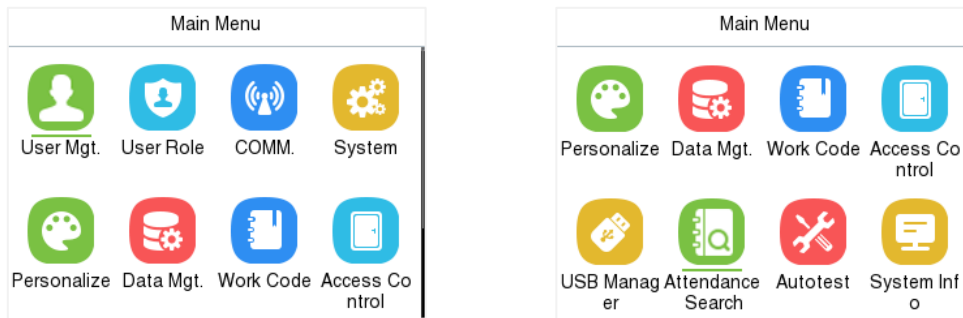 Main Menu
User Mgt.
User Role
COMM.
System
Personalize
Data Mgt.
Work Code
Access Co
ntrol
Main Menu
Personalize
Data Mgt.
Work Code
Access Co
ntrol
USB Manag
er
Attendance
Search
Autotest
System Inf
o